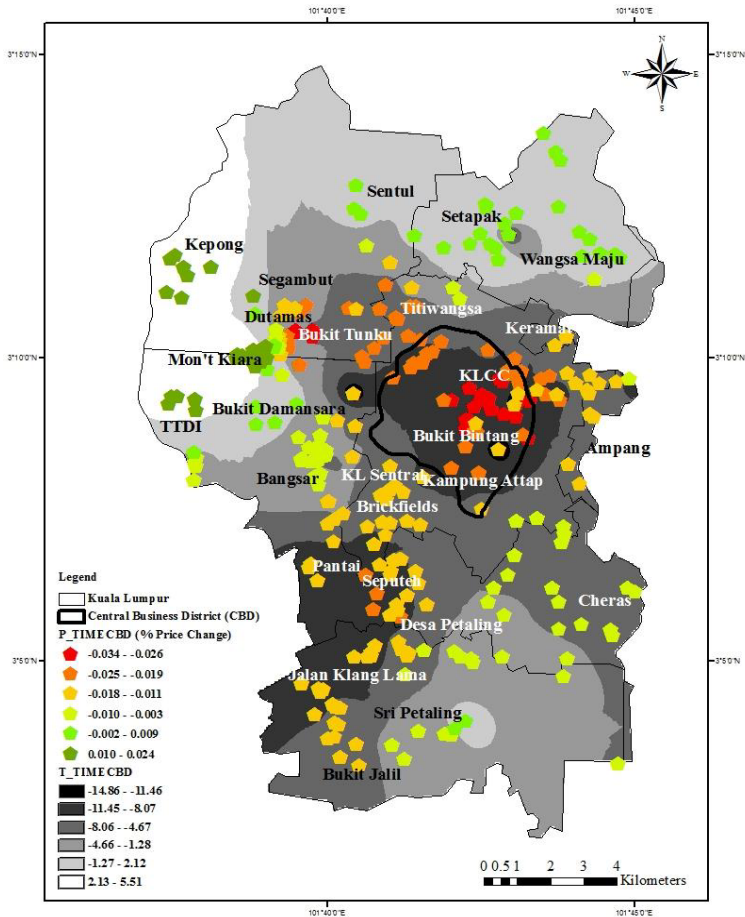 101°40'0"E 101°45'0"E
3°15'0"N 3°15'0"N
N
W E
S
Sentul
Setapak
Kepong
Wangsa Maju
Segambut
Titiwangsa
Dutamas
Keramat
Bukit Tunku
3°10'0"N 3°10'0"N
Mon't Kiara
KLCC
Bukit Damansara
TTDI
Bukit Bintang
Ampang
KL Sentral
Bangsar
Kampung Attap
Brickfields
Pantai
Legend
Seputeh
Kuala Lumpur
Cheras
Central Business District (CBD)
Desa Petaling
P_TIMECBD (% Price Change)
-0.034 - -0.026
3°5'0"N 3°5'0"N
-0.025 - -0.019
Jalan Klang Lama
-0.018 - -0.011
-0.010 - -0.003
Sri Petaling
-0.002 - -0.009
0.010 - 0.024
T_TIMECBD
Bukit Jalil
-14.86 - -11.46
-11.45 - -8.07
-8.06 - -4.67
-4.66 - -1.28
-1.27 - 2.12
0 0.5 1 2 3 4
2.13 - 5.51
Kilometers
101°40'0"E 101°45'0"E